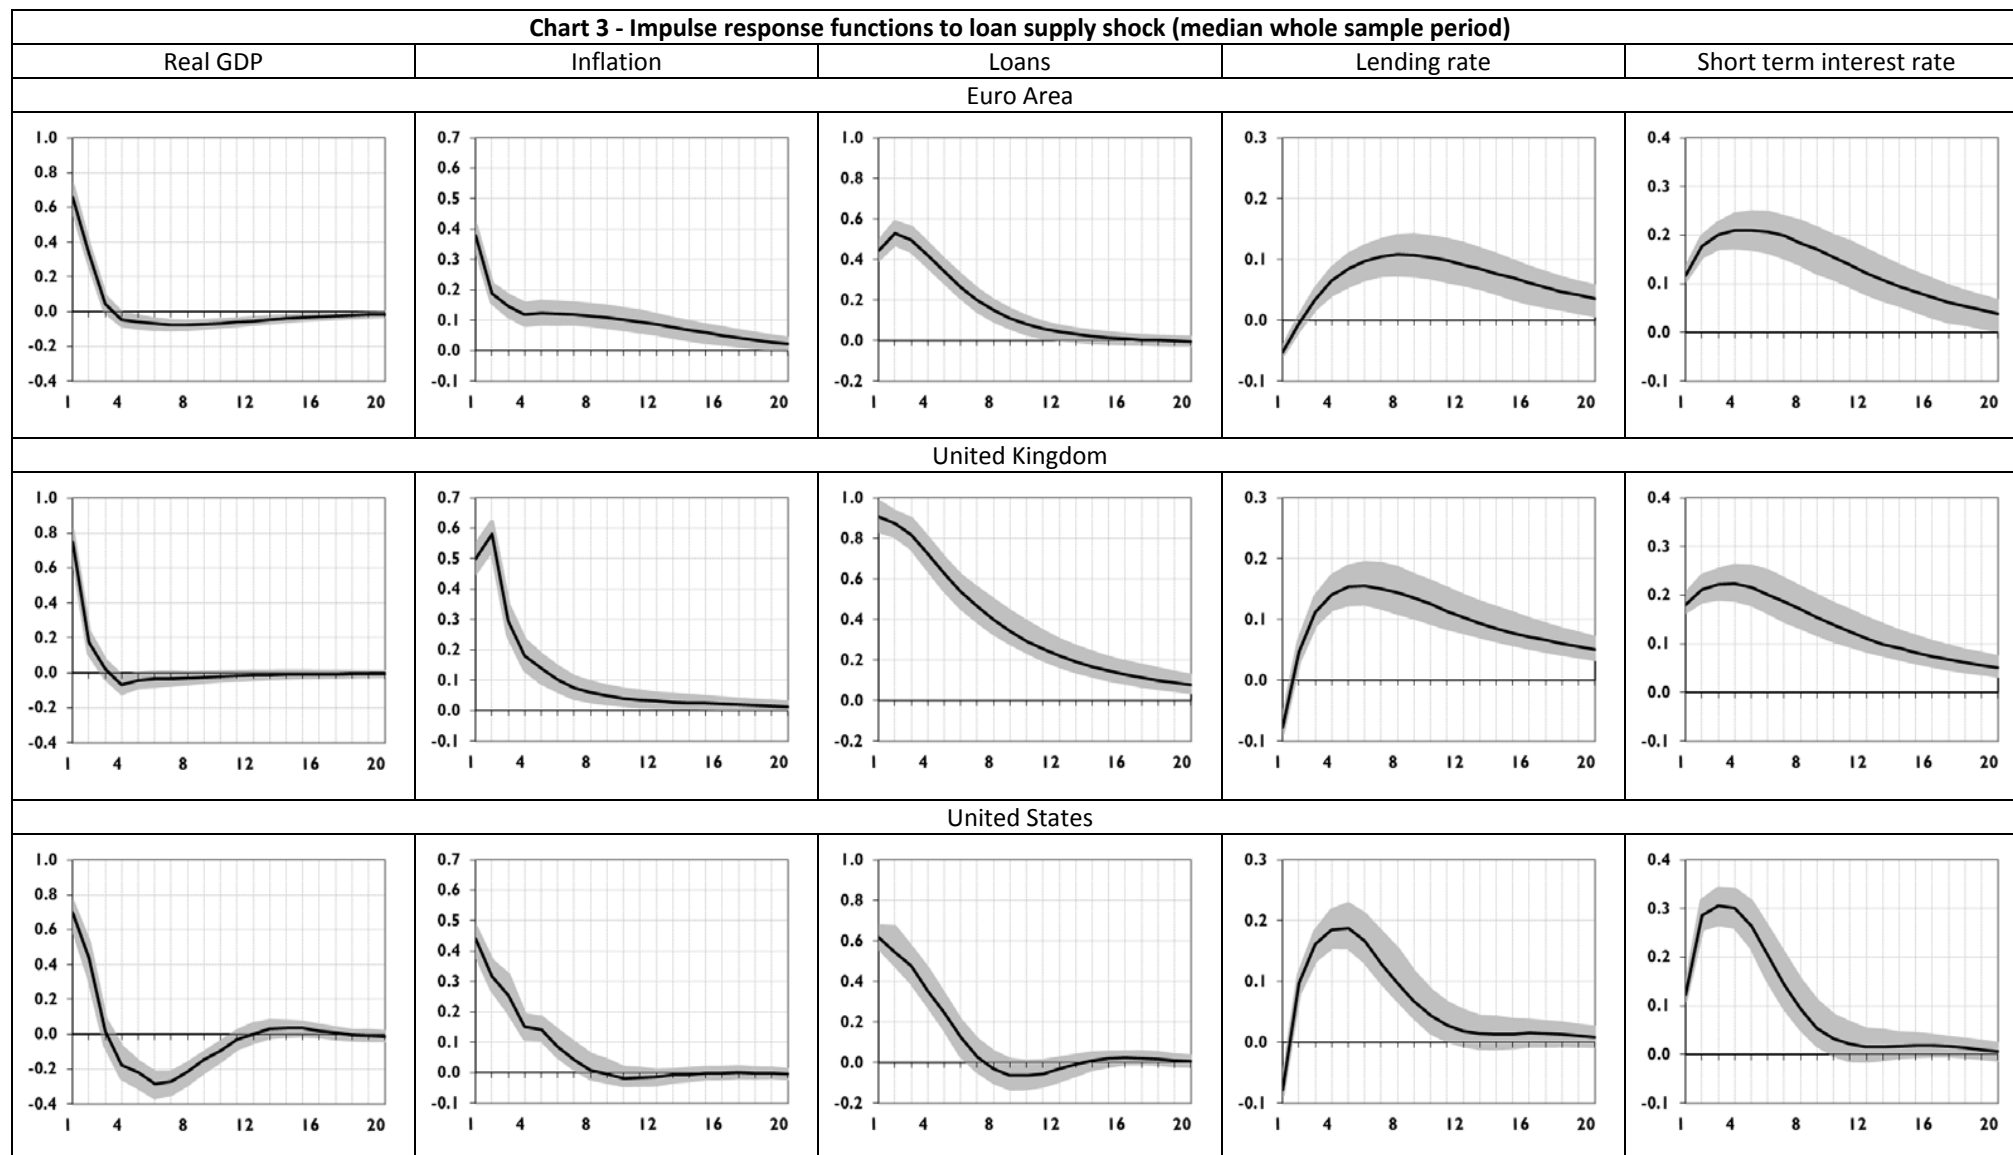 Chart 3 - Impulse response functions to loan supply shock (median whole sample period)
Real GDP Inflation Loans Lending rate Short term interest rate
Euro Area
1.0 0.7 1.0 0.3 0.4
0.8 0.6 0.8
0.6 0.5 0.6 0.2 0.3
0.4 0.4 0.4
0.2 0.3 0.2 0.1 0.2
0.0 0.2 0.0 0.0 0.1
-0.2 0.1 0.0
-0.4 0.0 -0.2 -0.1 -0.1
-0.1
1 4 8 12 16 20 1 4 8 12 16 20 1 4 8 12 16 20 1 4 8 12 16 20 1 4 8 12 16 20
United Kingdom
1.0 0.7 1.0 0.3 0.4
0.8 0.6 0.8
0.6 0.5 0.6 0.2 0.3
0.4 0.4 0.4
0.2 0.3 0.2 0.1 0.2
0.0 0.2 0.0 0.0 0.1
-0.2 0.1 0.0
-0.4 0.0 -0.2 -0.1 -0.1
-0.1
1 4 8 12 16 20 1 4 8 12 16 20 1 4 8 12 16 20 1 4 8 12 16 20 1 4 8 12 16 20
United States
1.0 0.7 1.0 0.3 0.4
0.8 0.6 0.8
0.6 0.5 0.6 0.2 0.3
0.4 0.4 0.4
0.2 0.3 0.2 0.1 0.2
0.0 0.2 0.0 0.0 0.1
-0.2 0.1 0.0
-0.4 0.0 -0.2 -0.1 -0.1
-0.1
1 4 8 12 16 20 1 4 8 12 16 20 1 4 8 12 16 20 1 4 8 12 16 20 1 4 8 12 16 20